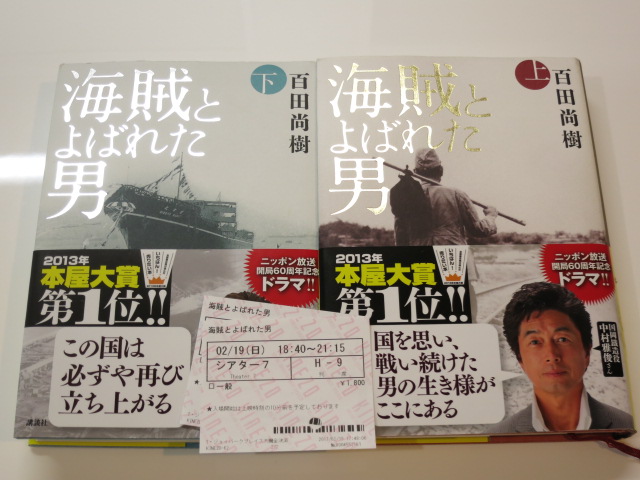 海賊と
よばれた
男
下
百田尚樹
2013年
本屋大賞
第1位!!
ニッポン放送
開局60周年記念
ドラマ!!
この国は
必ずや再び
立ち上がる
講談社
海賊と
よばれた
男
上
百田尚樹
2013年
本屋大賞
第1位!!
ニッポン放送
開局60周年記念
ドラマ!!
国を思い、
戦い続けた
男の生き様が
ここにある
国岡鐵造役
中村雅俊さん
海賊とよばれた男
海賊とよばれた男
02/19(日) 18:40~21:15
シアター7 H-9
Theater
一般 ¥1,800